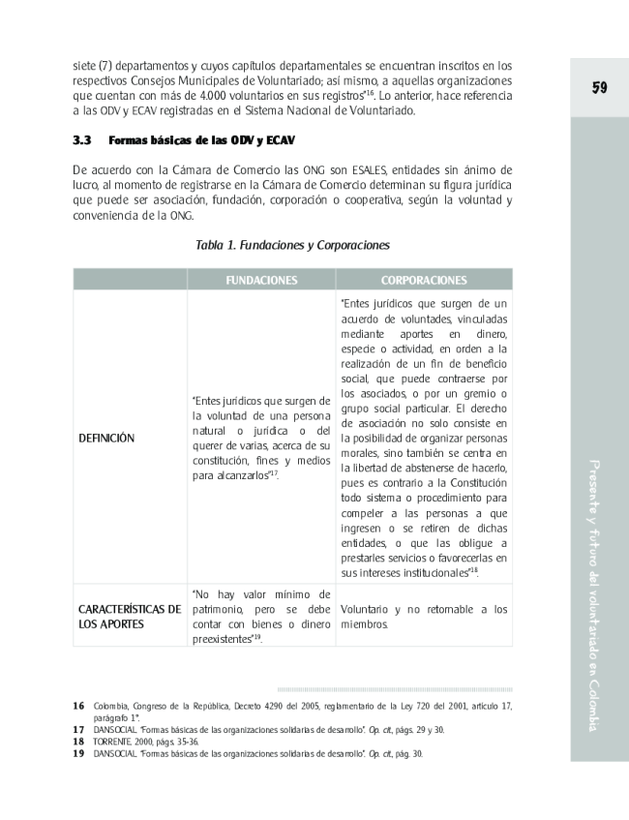 siete (7) departamentos y cuyos capítulos departamentales se encuentran inscritos en los
respectivos Consejos Municipales de Voluntariado; así mismo, a aquellas organizaciones
que cuentan con más de 4.000 voluntarios en sus registros”16. Lo anterior, hace referencia
a las ODV y ECAV registradas en el Sistema Nacional de Voluntariado.
59
3.3 Formas básicas de las ODV y ECAV
De acuerdo con la Cámara de Comercio las ONG son ESALES, entidades sin ánimo de
lucro, al momento de registrarse en la Cámara de Comercio determinan su figura jurídica
que puede ser asociación, fundación, corporación o cooperativa, según la voluntad y
conveniencia de la ONG.
Tabla 1. Fundaciones y Corporaciones
FUNDACIONES
CORPORACIONES
DEFINICIÓN
“Entes jurídicos que surgen de
la voluntad de una persona
natural o jurídica o del
querer de varias, acerca de su
constitución, fines y medios
para alcanzarlos”17.
“Entes jurídicos que surgen de un
acuerdo de voluntades, vinculadas
mediante aportes en dinero,
especie o actividad, en orden a la
realización de un fin de beneficio
social, que puede contraerse por
los asociados, o por un gremio o
grupo social particular. El derecho
de asociación no solo consiste en
la posibilidad de organizar personas
morales, sino también se centra en
la libertad de abstenerse de hacerlo,
pues es contrario a la Constitución
todo sistema o procedimiento para
compeler a las personas a que
ingresen o se retiren de dichas
entidades, o que las obligue a
prestarles servicios o favorecerlas en
sus intereses institucionales”18.
CARACTERÍSTICAS DE
LOS APORTES
“No hay valor mínimo de
patrimonio, pero se debe
contar con bienes o dinero
preexistentes”19.
Voluntario y no retornable a los
miembros.
16 Colombia, Congreso de la República, Decreto 4290 del 2005, reglamentario de la Ley 720 del 2001, artículo 17,
parágrafo 1°.
17 DANSOCIAL. “Formas básicas de las organizaciones solidarias de desarrollo”. Op. cit., págs. 29 y 30.
18 TORRENTE. 2000, págs. 35-36.
19 DANSOCIAL. “Formas básicas de las organizaciones solidarias de desarrollo”. Op. cit., pág. 30.
Presente y futuro del voluntariado en Colombia